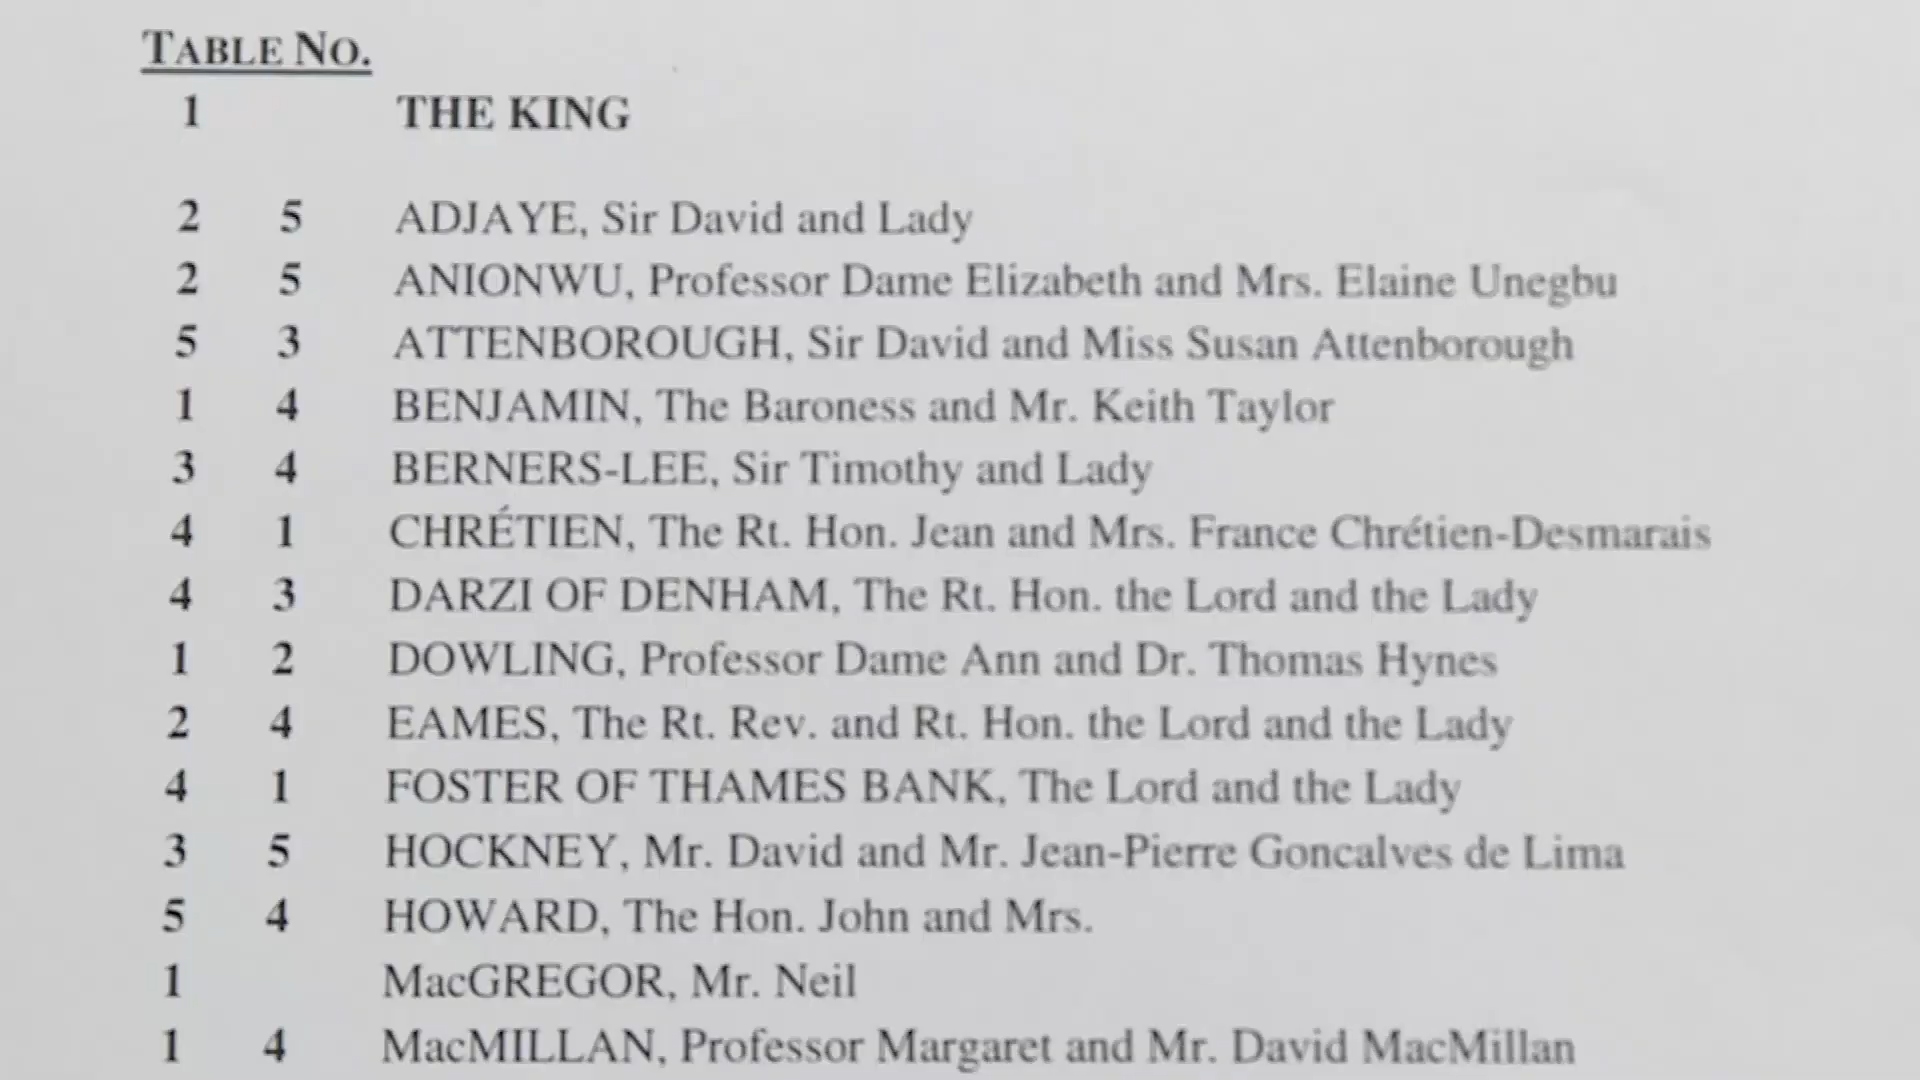 TABLE NO.
1 THE KING
2 5 ADJAYE, Sir David and Lady
2 5 ANIONWU, Professor Dame Elizabeth and Mrs. Elaine Unegbu
5 3 ATTENBOROUGH, Sir David and Miss Susan Attenborough
1 4 BENJAMIN, The Baroness and Mr. Keith Taylor
3 4 BERNERS-LEE, Sir Timothy and Lady
4 1 CHRÉTIEN, The Rt. Hon. Jean and Mrs. France Chrétien-Desmarais
4 3 DARZI OF DENHAM, The Rt. Hon. the Lord and the Lady
1 2 DOWLING, Professor Dame Ann and Dr. Thomas Hynes
2 4 EAMES, The Rt. Rev. and Rt. Hon. the Lord and the Lady
4 1 FOSTER OF THAMES BANK, The Lord and the Lady
3 5 HOCKNEY, Mr. David and Mr. Jean-Pierre Goncalves de Lima
5 4 HOWARD, The Hon. John and Mrs.
1 MacGREGOR, Mr. Neil
1 4 MacMILLAN, Professor Margaret and Mr. David MacMillan